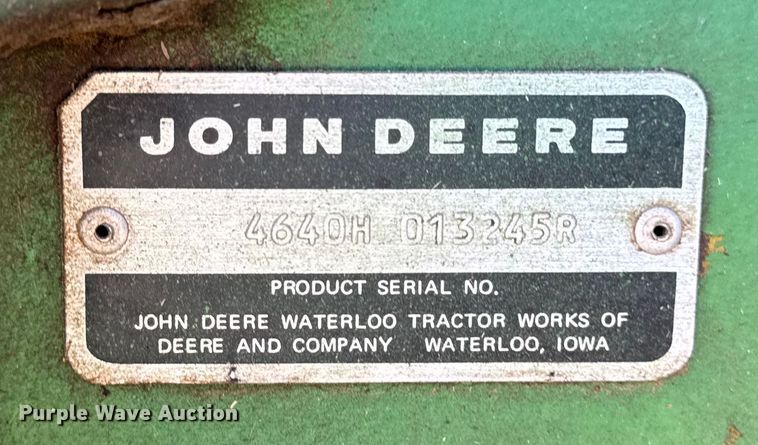 JOHN DEERE
4640H 013245R
PRODUCT SERIAL NO.
JOHN DEERE WATERLOO TRACTOR WORKS OF
DEERE AND COMPANY WATERLOO, IOWA
Purple Wave Auction